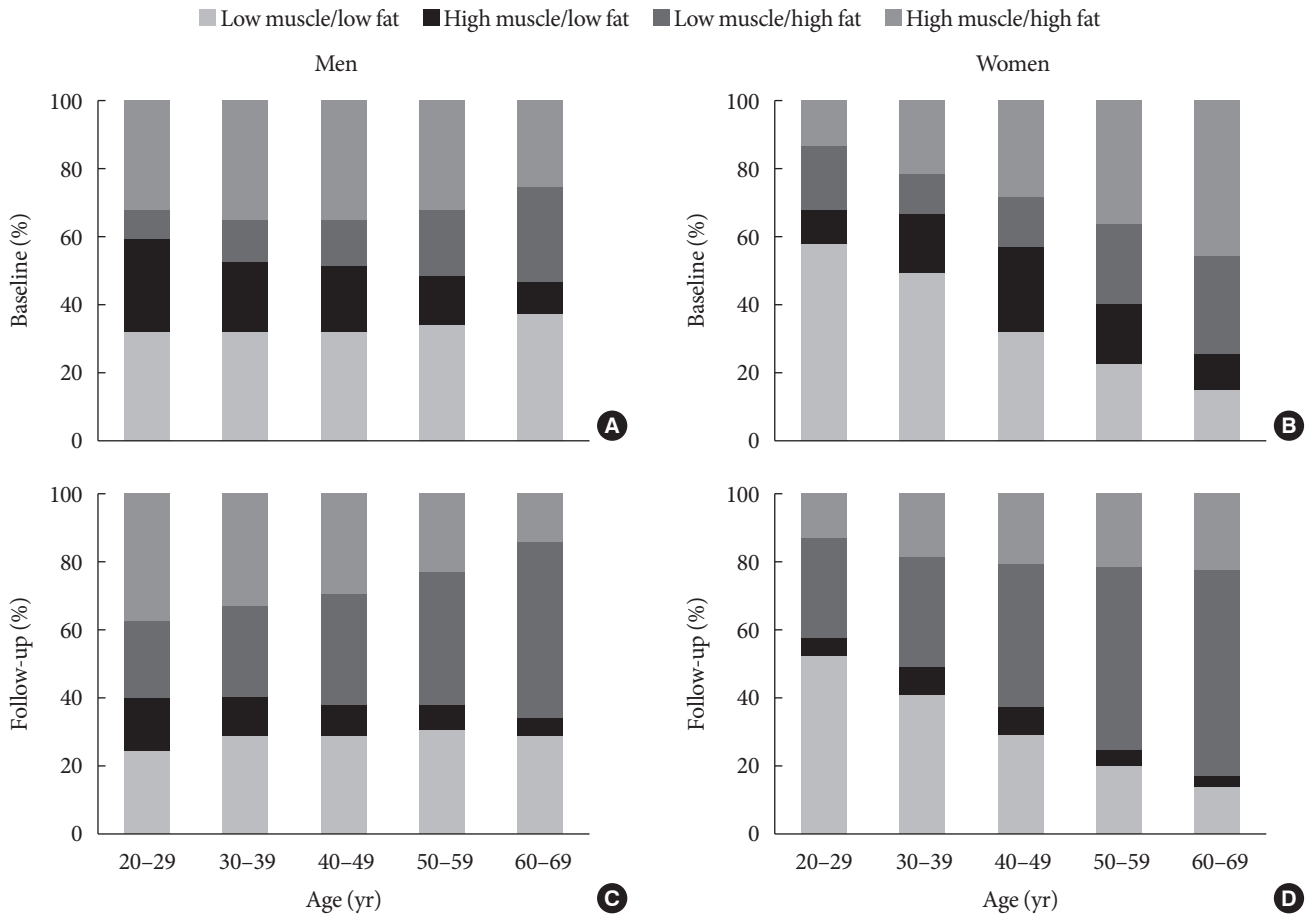 Low muscle/low fat High muscle/low fat Low muscle/high fat High muscle/high fat
Men
Women
100
80
60
40
20
0
Baseline (%)
A
100
80
60
40
20
0
Baseline (%)
B
100
80
60
40
20
0
Follow-up (%)
20–29 30–39 40–49 50–59 60–69
Age (yr)
C
100
80
60
40
20
0
Follow-up (%)
20–29 30–39 40–49 50–59 60–69
Age (yr)
D